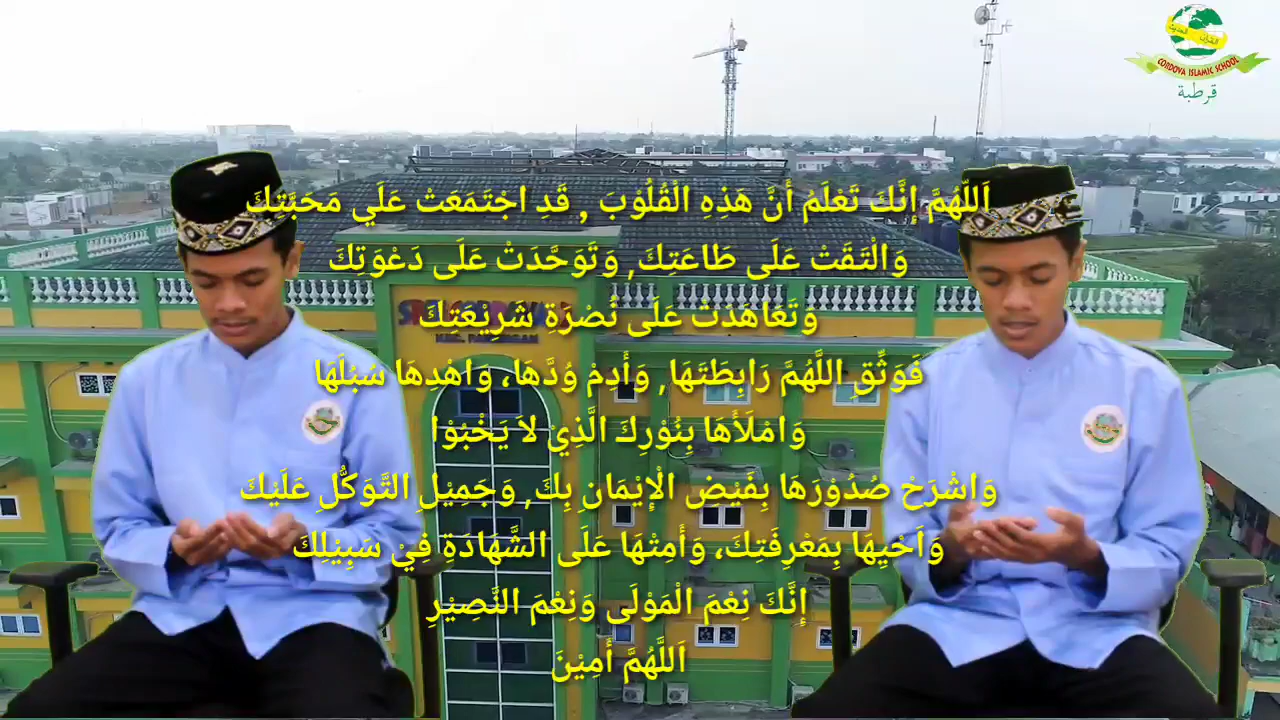 CORDOVA ISLAMIC SCHOOL
قرطبة
اَللَّهُمَّ إِنَّكَ تَعْلَمُ أَنَّ هَذِهِ الْقُلُوْبَ , قَدِ اجْتَمَعَتْ عَلَي مَحَبَّتِكَ
وَالْتَقَتْ عَلَى طَاعَتِكَ, وَتَوَحَّدَتْ عَلَى دَعْوَتِكَ
وَتَعَاهَدَتْ عَلَى نُصْرَةِ شَرِيْعَتِكَ
فَوَثِّقِ اللَّهُمَّ رَابِطَتَهَا, وَأَدِمْ وُدَّهَا، وَاهْدِهَا سُبُلَهَا
وَامْلَأَهَا بِنُوْرِكَ الَّذِيْ لاَ يَخْبُوْا
وَاشْرَحْ صُدُوْرَهَا بِفَيْضِ الْإِيْمَانِ بِكَ, وَجَمِيْلِ التَّوَكُّلِ عَلَيْكَ
وَاَحْيِهَا بِمَعْرِفَتِكَ، وَأَمِتْهَا عَلَى الشَّهَادَةِ فِيْ سَبِيْلِكَ
إِنَّكَ نِعْمَ الْمَوْلَى وَنِعْمَ النَّصِيْرِ
اَللَّهُمَّ أَمِيْنَ